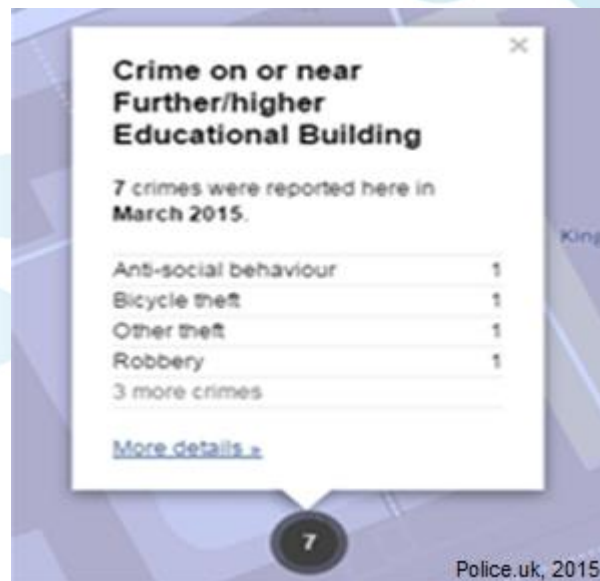 ×
Crime on or near
Further/higher
Educational Building
7 crimes were reported here in
March 2015.
King
Anti-social behaviour 1
Bicycle theft 1
Other theft 1
Robbery 1
3 more crimes
More details »
7
Police.uk, 2015